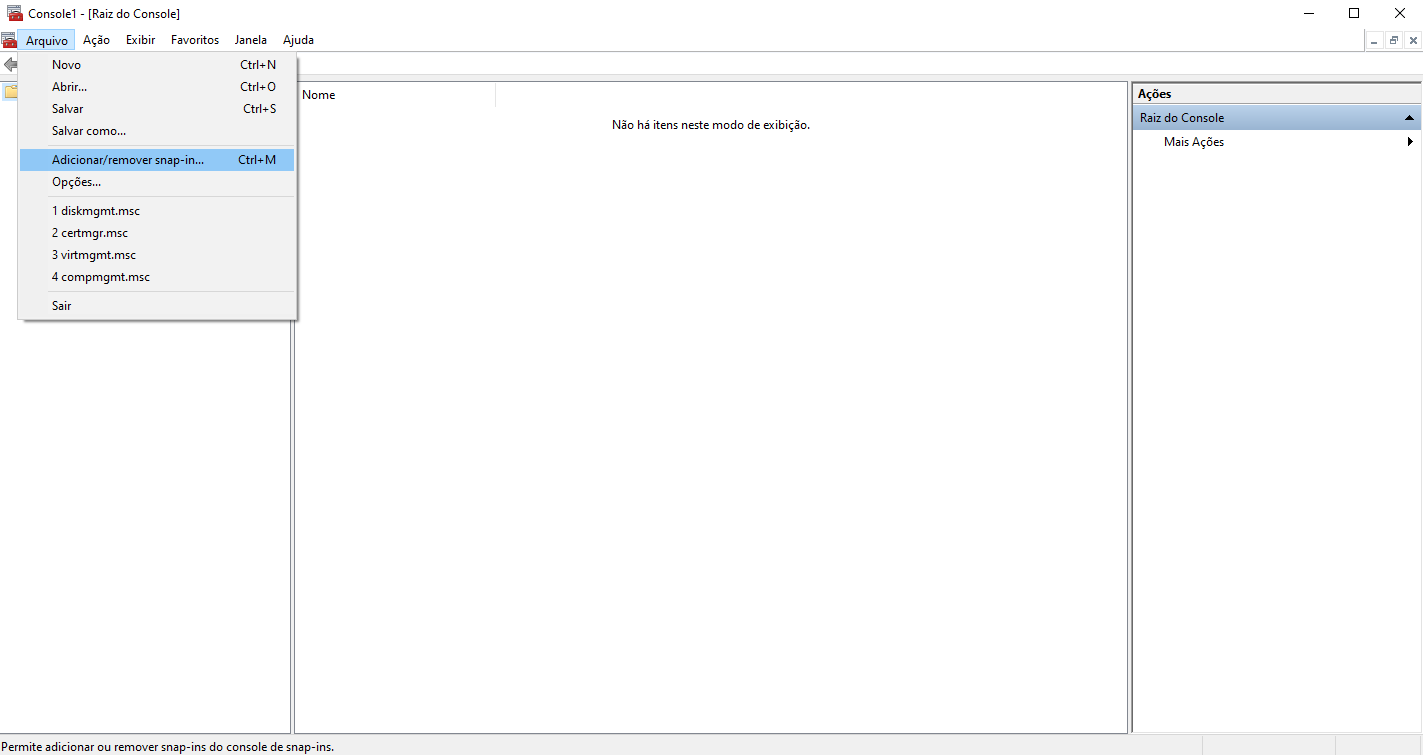 Console1 - [Raiz do Console]
Arquivo Ação Exibir Favoritos Janela Ajuda
Novo Ctrl+N
Abrir... Ctrl+O
Salvar Ctrl+S
Salvar como...
Adicionar/remover snap-in... Ctrl+M
Opções...
1 diskmgmt.msc
2 certmgr.msc
3 virtmgmt.msc
4 compmgmt.msc
Sair
Nome
Não há itens neste modo de exibição.
Ações
Raiz do Console
Mais Ações
Permite adicionar ou remover snap-ins do console de snap-ins.